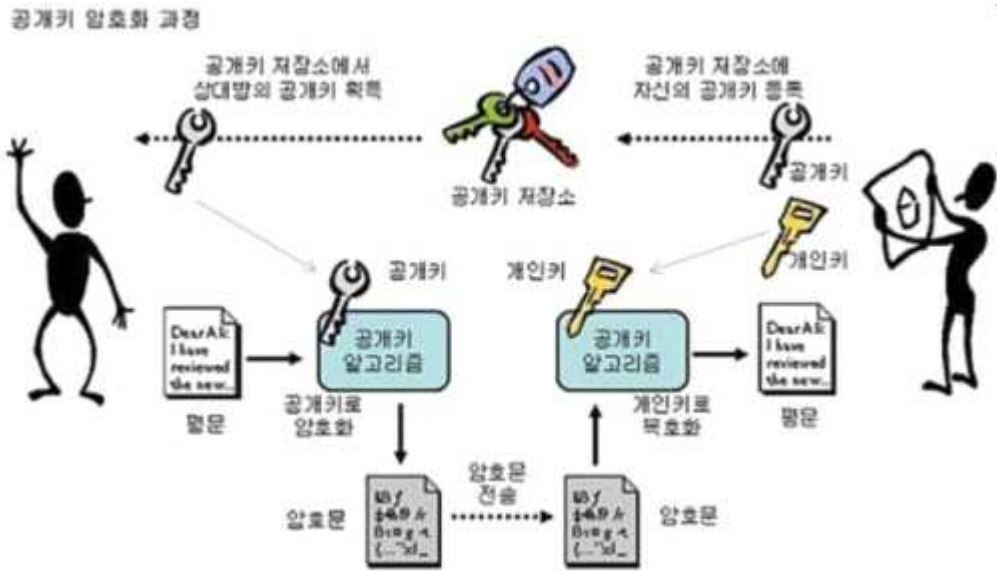 공개키 암호화 과정
공개키 저장소에서
상대방의 공개키 획득
공개키 저장소에
자신의 공개키 등록
공개키 저장소
공개키
개인키
공개키
개인키
공개키
알고리즘
공개키
알고리즘
Dear Ali:
I have
reviewed
the new...
Dear Ali:
I have
reviewed
the new...
평문
공개키로
암호화
개인키로
복호화
평문
암호문
암호문
전송
암호문